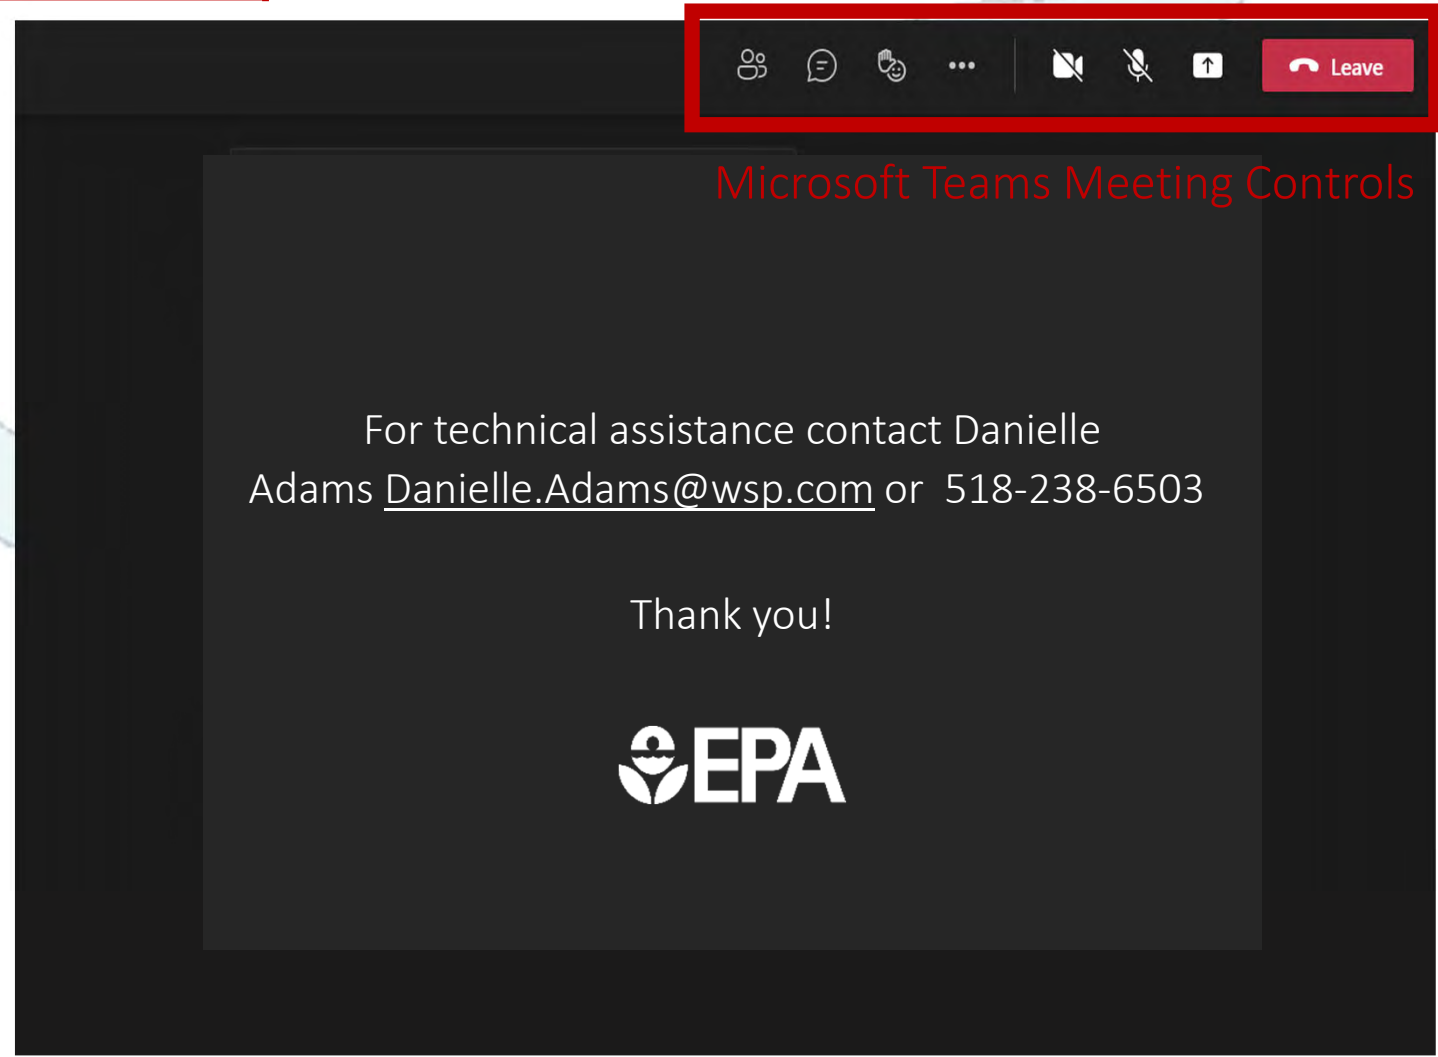 Leave
Microsoft Teams Meeting Controls
For technical assistance contact Danielle
Adams Danielle.Adams@wsp.com or 518-238-6503
Thank you!
EPA